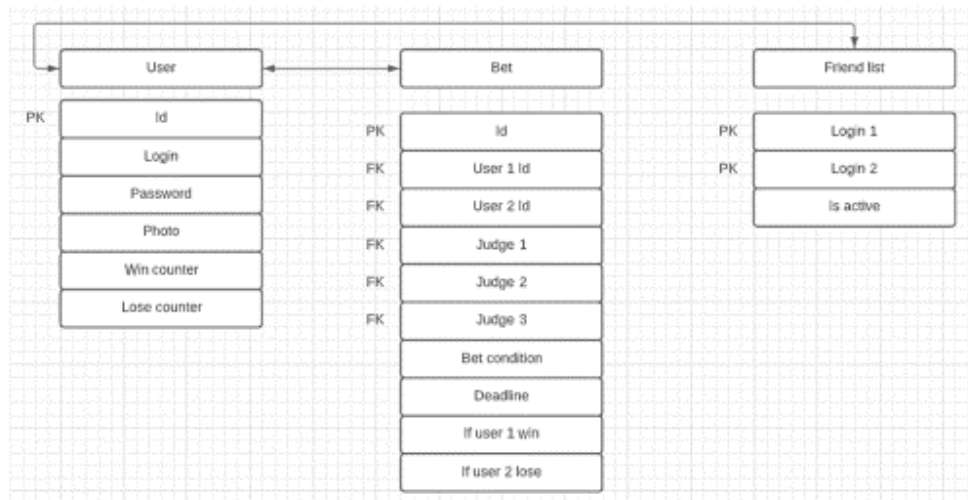 User
PK Id
Login
Password
Photo
Win counter
Lose counter
Bet
PK Id
FK User 1 Id
FK User 2 Id
FK Judge 1
FK Judge 2
FK Judge 3
Bet condition
Deadline
If user 1 win
If user 2 lose
Friend list
PK Login 1
PK Login 2
Is active